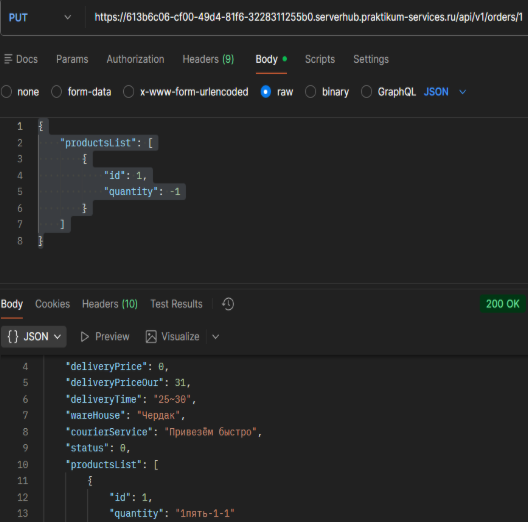 PUT https://613b6c06-cf00-49d4-81f6-3228311255b0.serverhub.praktikum-services.ru/api/v1/orders/1
Docs Params Authorization Headers (9) Body Scripts Settings
none form-data x-www-form-urlencoded raw binary GraphQL JSON
1 {
2 "productsList": [
3 {
4 "id": 1,
5 "quantity": -1
6 }
7 ]
8 }
Body Cookies Headers (10) Test Results 200 OK
{} JSON Preview Visualize
4 "deliveryPrice": 0,
5 "deliveryPriceOur": 31,
6 "deliveryTime": "25~30",
7 "wareHouse": "Чердак",
8 "courierService": "Привезём быстро",
9 "status": 0,
10 "productsList": [
11 {
12 "id": 1,
13 "quantity": "1пять-1-1"